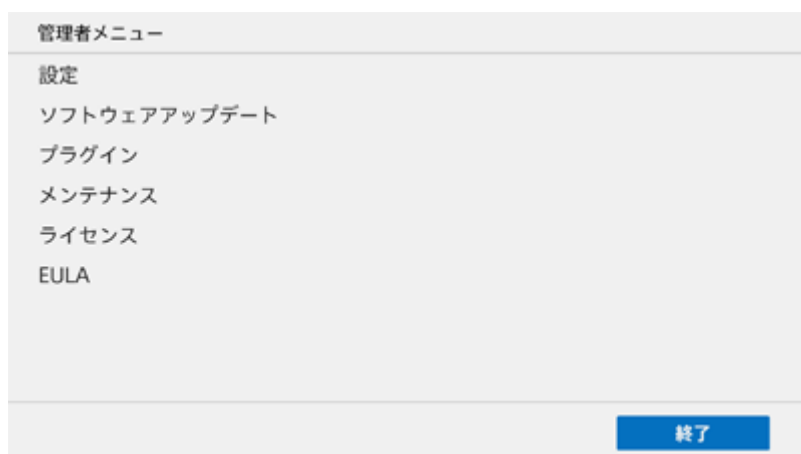 管理者メニュー
設定
ソフトウェアアップデート
プラグイン
メンテナンス
ライセンス
EULA
終了